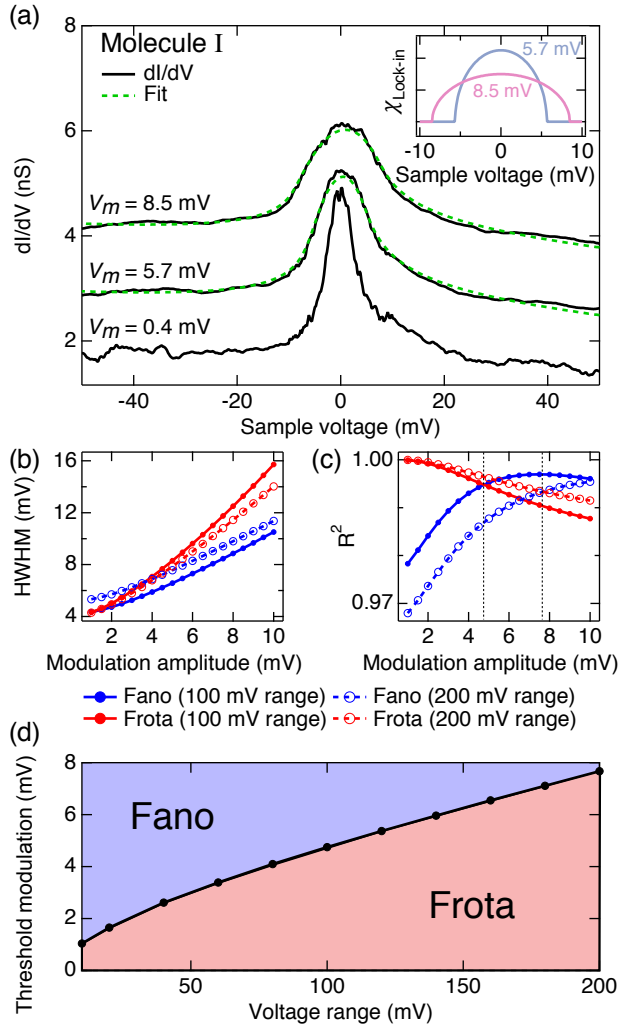 (a)
8
6
4
2
dI/dV (nS)
Molecule I
dI/dV
Fit
Vm = 8.5 mV
Vm = 5.7 mV
Vm = 0.4 mV
-40
-20
0
20
40
Sample voltage (mV)
χLock-in
5.7 mV
8.5 mV
-10
0
10
Sample voltage (mV)
(b)
16
12
8
4
HWHM (mV)
2
4
6
8
10
Modulation amplitude (mV)
(c)
1.00
0.97
R²
2
4
6
8
10
Modulation amplitude (mV)
Fano (100 mV range)
Fano (200 mV range)
Frota (100 mV range)
Frota (200 mV range)
(d)
8
6
4
2
0
Threshold modulation (mV)
Fano
Frota
50
100
150
200
Voltage range (mV)